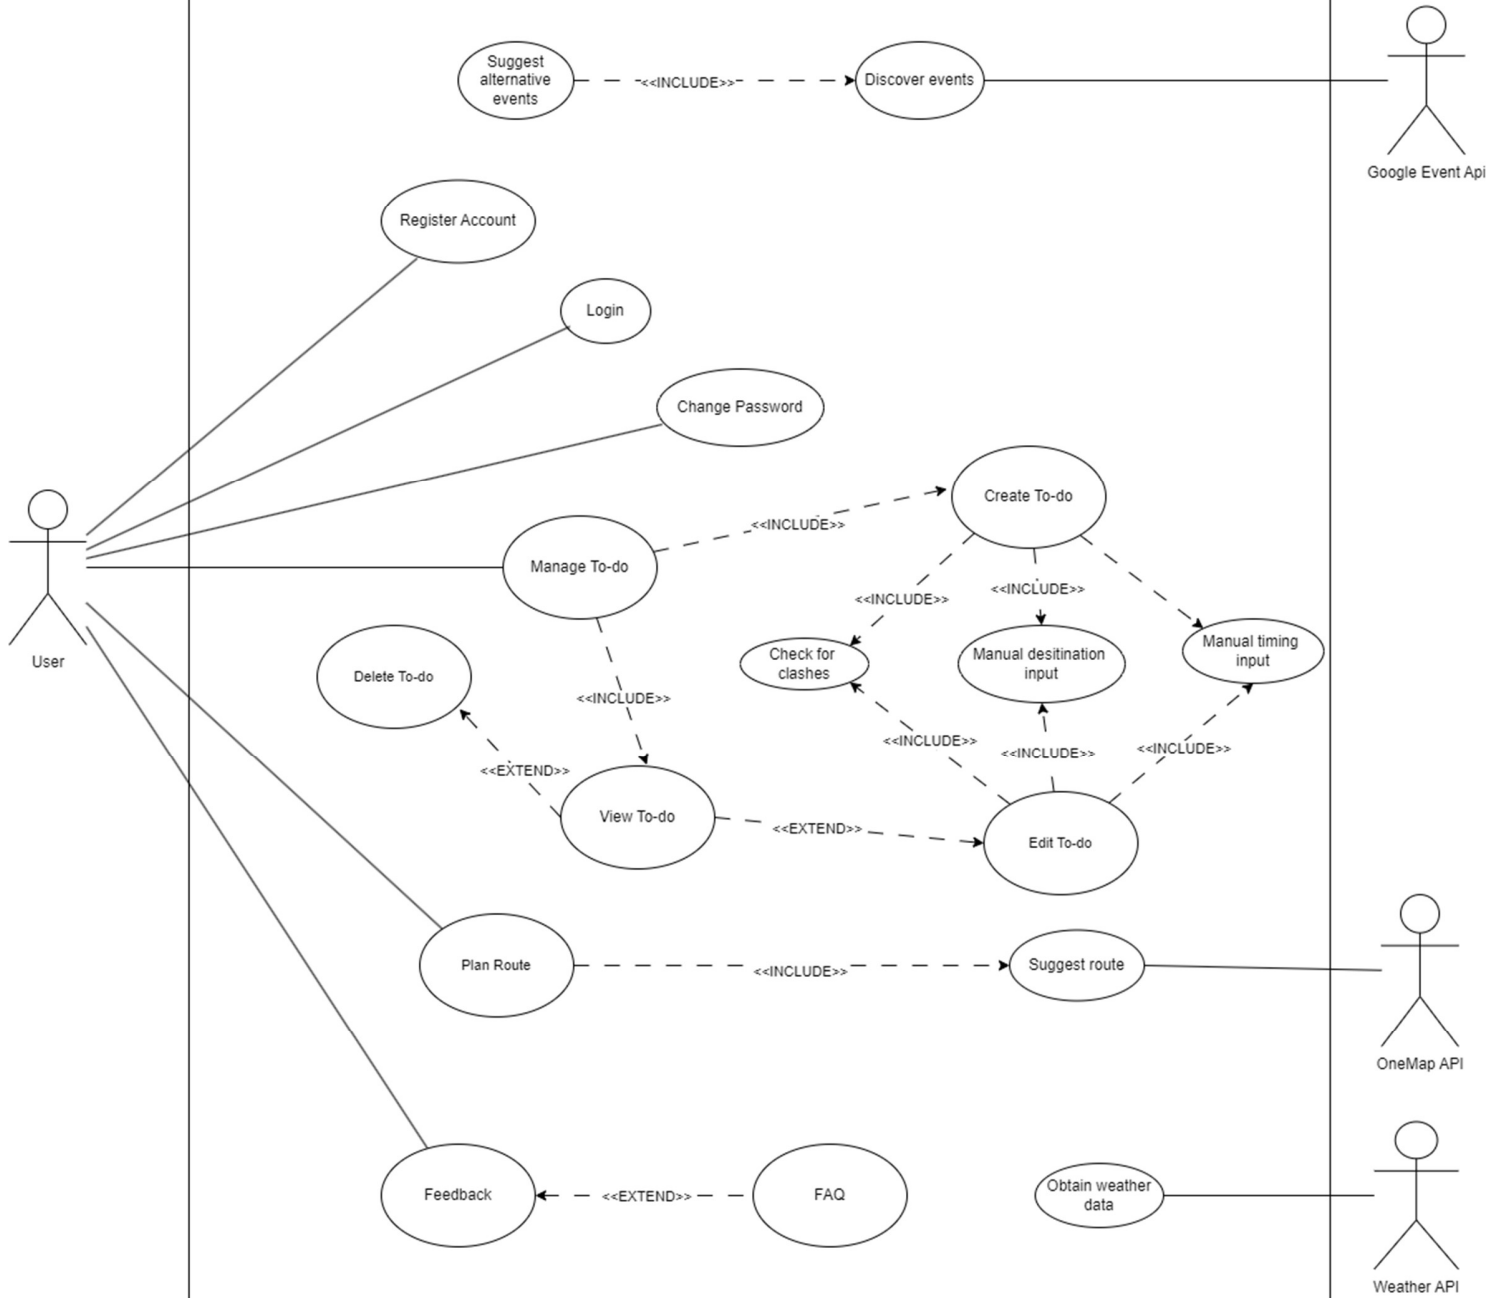 Suggest
alternative
events
<<INCLUDE>>
Discover events
Google Event Api
Register Account
Login
Change Password
Create To-do
<<INCLUDE>>
Manage To-do
<<INCLUDE>>
<<INCLUDE>>
User
Manual timing
input
Check for
clashes
Manual desitination
input
Delete To-do
<<INCLUDE>>
<<INCLUDE>>
<<INCLUDE>>
<<INCLUDE>>
<<EXTEND>>
View To-do
<<EXTEND>>
Edit To-do
Plan Route
<<INCLUDE>>
Suggest route
OneMap API
Feedback
<<EXTEND>>
FAQ
Obtain weather
data
Weather API